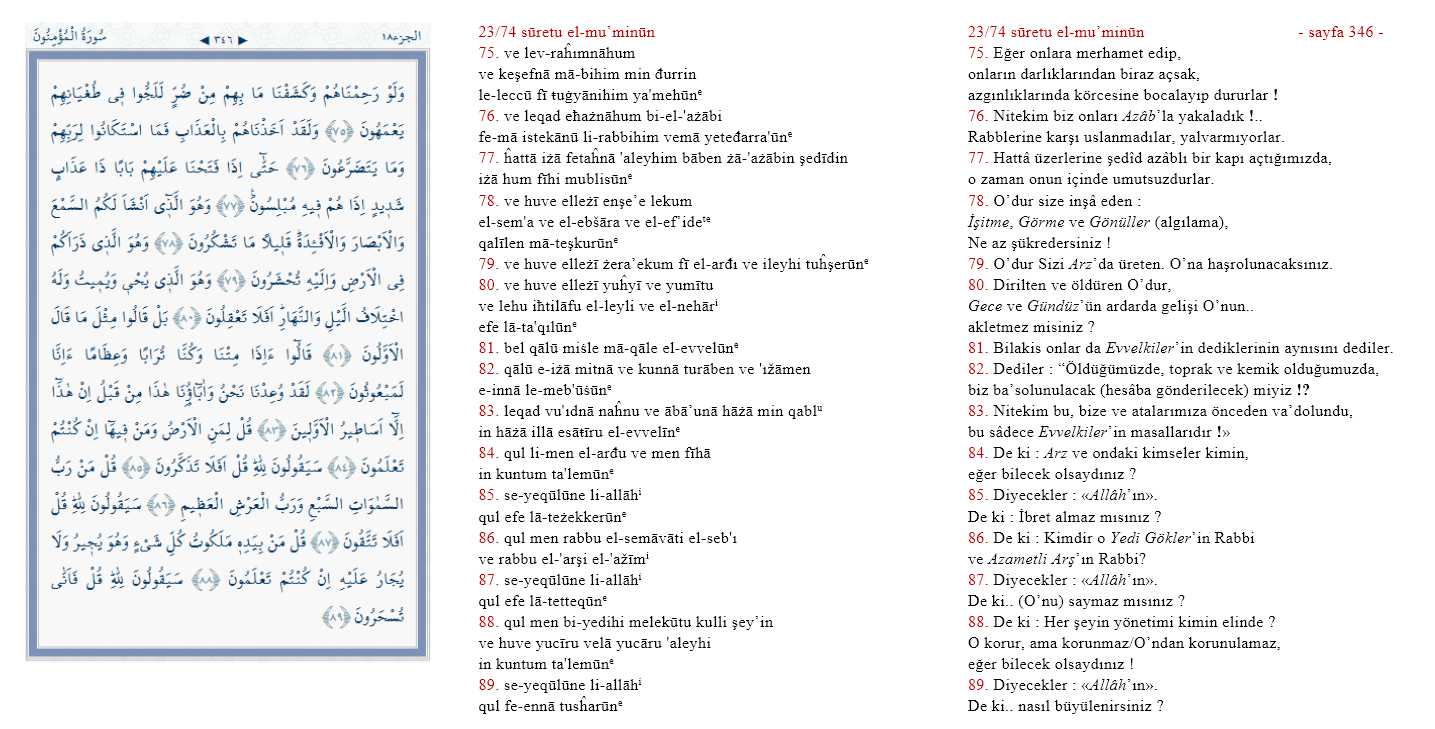 سُورَةُ الْمُؤْمِنُونَ ◀ ٣٤٦ ▶ الجزء١٨
وَلَوْ رَحِمْنَاهُمْ وَكَشَفْنَا مَا بِهِمْ مِنْ ضُرٍّ لَلَجُّوا ف۪ي طُغْيَانِهِمْ
يَعْمَهُونَ ﴿٧٥﴾ وَلَقَدْ اَخَذْنَاهُمْ بِالْعَذَابِ فَمَا اسْتَكَانُوا لِرَبِّهِمْ
وَمَا يَتَضَرَّعُونَ ﴿٧٦﴾ حَتّٰٓى اِذَا فَتَحْنَا عَلَيْهِمْ بَابًا ذَا عَذَابٍ
شَد۪يدٍ اِذَا هُمْ ف۪يهِ مُبْلِسُونَ۟ ﴿٧٧﴾ وَهُوَ الَّذ۪ٓي اَنْشَاَ لَكُمُ السَّمْعَ
وَالْاَبْصَارَ وَالْاَفْـِٔدَةَۜ قَل۪يلًا مَا تَشْكُرُونَ ﴿٧٨﴾ وَهُوَ الَّذ۪ي ذَرَاَكُمْ
فِي الْاَرْضِ وَاِلَيْهِ تُحْشَرُونَ ﴿٧٩﴾ وَهُوَ الَّذ۪ي يُحْي۪ وَيُم۪يتُ وَلَهُ
اخْتِلَافُ الَّيْلِ وَالنَّهَارِۜ اَفَلَا تَعْقِلُونَ ﴿٨٠﴾ بَلْ قَالُوا مِثْلَ مَا قَالَ
الْاَوَّلُونَ ﴿٨١﴾ قَالُٓوا ءَاِذَا مِتْنَا وَكُنَّا تُرَابًا وَعِظَامًا ءَاِنَّا
لَمَبْعُوثُونَ ﴿٨٢﴾ لَقَدْ وُعِدْنَا نَحْنُ وَاٰبَٓاؤُ۬نَا هٰذَا مِنْ قَبْلُ اِنْ هٰذَٓا
اِلَّٓا اَسَاط۪يرُ الْاَوَّل۪ينَ ﴿٨٣﴾ قُلْ لِمَنِ الْاَرْضُ وَمَنْ ف۪يهَٓا اِنْ كُنْتُمْ
تَعْلَمُونَ ﴿٨٤﴾ سَيَقُولُونَ لِلّٰهِۜ قُلْ اَفَلَا تَذَكَّرُونَ ﴿٨٥﴾ قُلْ مَنْ رَبُّ
السَّمٰوَاتِ السَّبْعِ وَرَبُّ الْعَرْشِ الْعَظ۪يمِ ﴿٨٦﴾ سَيَقُولُونَ لِلّٰهِۜ قُلْ
اَفَلَا تَتَّقُونَ ﴿٨٧﴾ قُلْ مَنْ بِيَدِه۪ مَلَكُوتُ كُلِّ شَيْءٍ وَهُوَ يُج۪يرُ وَلَا
يُجَارُ عَلَيْهِ اِنْ كُنْتُمْ تَعْلَمُونَ ﴿٨٨﴾ سَيَقُولُونَ لِلّٰهِۜ قُلْ فَاَنّٰى
تُسْحَرُونَ ﴿٨٩﴾
23/74 sūretu el-mu’minūn
75. ve lev-raĥımnāhum
ve keşefnā mā-bihim min đurrin
le-leccū fī ŧuġyānihim ya'mehūnᵉ
76. ve leqad eħaźnāhum bi-el-'aźābi
fe-mā istekānū li-rabbihim vemā yeteđarra'ūnᵉ
77. ĥattā iźā fetaĥnā 'aleyhim bāben źā-'aźābin şedīdin
iźā hum fīhi mublisūnᵉ
78. ve huve elleźī enşe’e lekum
el-sem'a ve el-ebśāra ve el-ef’ideᵗᵉ
qalīlen mā-teşkurūnᵉ
79. ve huve elleźī źera’ekum fī el-arđı ve ileyhi tuĥşerūnᵉ
80. ve huve elleźī yuĥyī ve yumītu
ve lehu iħtilāfu el-leyli ve el-nehārⁱ
efe lā-ta'qılūnᵉ
81. bel qālū miśle mā-qāle el-evvelūnᵉ
82. qālū e-iźā mitnā ve kunnā turāben ve 'ıžāmen
e-innā le-meb'ūśūnᵉ
83. leqad vu'ıdnā naĥnu ve ābā’unā hāźā min qablᵘ
in hāźā illā esāŧīru el-evvelīnᵉ
84. qul li-men el-arđu ve men fīhā
in kuntum ta'lemūnᵉ
85. se-yeqūlūne li-allāhⁱ
qul efe lā-teżekkerūnᵉ
86. qul men rabbu el-semāvāti el-seb'ı
ve rabbu el-'arşi el-'ažīmⁱ
87. se-yeqūlūne li-allāhⁱ
qul efe lā-tetteqūnᵉ
88. qul men bi-yedihi melekūtu kulli şey’in
ve huve yucīru velā yucāru 'aleyhi
in kuntum ta'lemūnᵉ
89. se-yeqūlūne li-allāhⁱ
qul fe-ennā tusĥarūnᵉ
23/74 sūretu el-mu’minūn - sayfa 346 -
75. Eğer onlara merhamet edip,
onların darlıklarından biraz açsak,
azgınlıklarında körcesine bocalayıp dururlar !
76. Nitekim biz onları Azâb’la yakaladık !..
Rabblerine karşı uslanmadılar, yalvarmıyorlar.
77. Hattâ üzerlerine şedîd azâblı bir kapı açtığımızda,
o zaman onun içinde umutsuzdurlar.
78. O’dur size inşâ eden :
İşitme, Görme ve Gönüller (algılama),
Ne az şükredersiniz !
79. O’dur Sizi Arz’da üreten. O’na haşrolunacaksınız.
80. Dirilten ve öldüren O’dur,
Gece ve Gündüz’ün ardarda gelişi O’nun..
akletmez misiniz ?
81. Bilakis onlar da Evvelkiler’in dediklerinin aynısını dediler.
82. Dediler : “Öldüğümüzde, toprak ve kemik olduğumuzda,
biz ba’solunulacak (hesâba gönderilecek) miyiz !?
83. Nitekim bu, bize ve atalarımıza önceden va’dolundu,
bu sâdece Evvelkiler’in masallarıdır !»
84. De ki : Arz ve ondaki kimseler kimin,
eğer bilecek olsaydınız ?
85. Diyecekler : «Allâh’ın».
De ki : İbret almaz mısınız ?
86. De ki : Kimdir o Yedi Gökler’in Rabbi
ve Azametli Arş’ın Rabbi?
87. Diyecekler : «Allâh’ın».
De ki.. (O’nu) saymaz mısınız ?
88. De ki : Her şeyin yönetimi kimin elinde ?
O korur, ama korunmaz/O’ndan korunulamaz,
eğer bilecek olsaydınız !
89. Diyecekler : «Allâh’ın».
De ki.. nasıl büyülenirsiniz ?